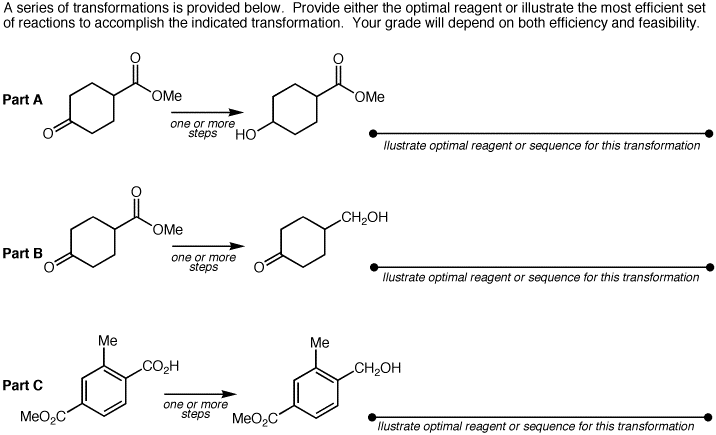 A series of transformations is provided below. Provide either the optimal reagent or illustrate the most efficient set
of reactions to accomplish the indicated transformation. Your grade will depend on both efficiency and feasibility.
Part A
O
OMe
O
one or more
steps
O
OMe
HO
Ilustrate optimal reagent or sequence for this transformation
Part B
O
OMe
O
one or more
steps
CH2OH
O
Ilustrate optimal reagent or sequence for this transformation
Part C
Me
CO2H
MeO2C
one or more
steps
Me
CH2OH
MeO2C
Ilustrate optimal reagent or sequence for this transformation